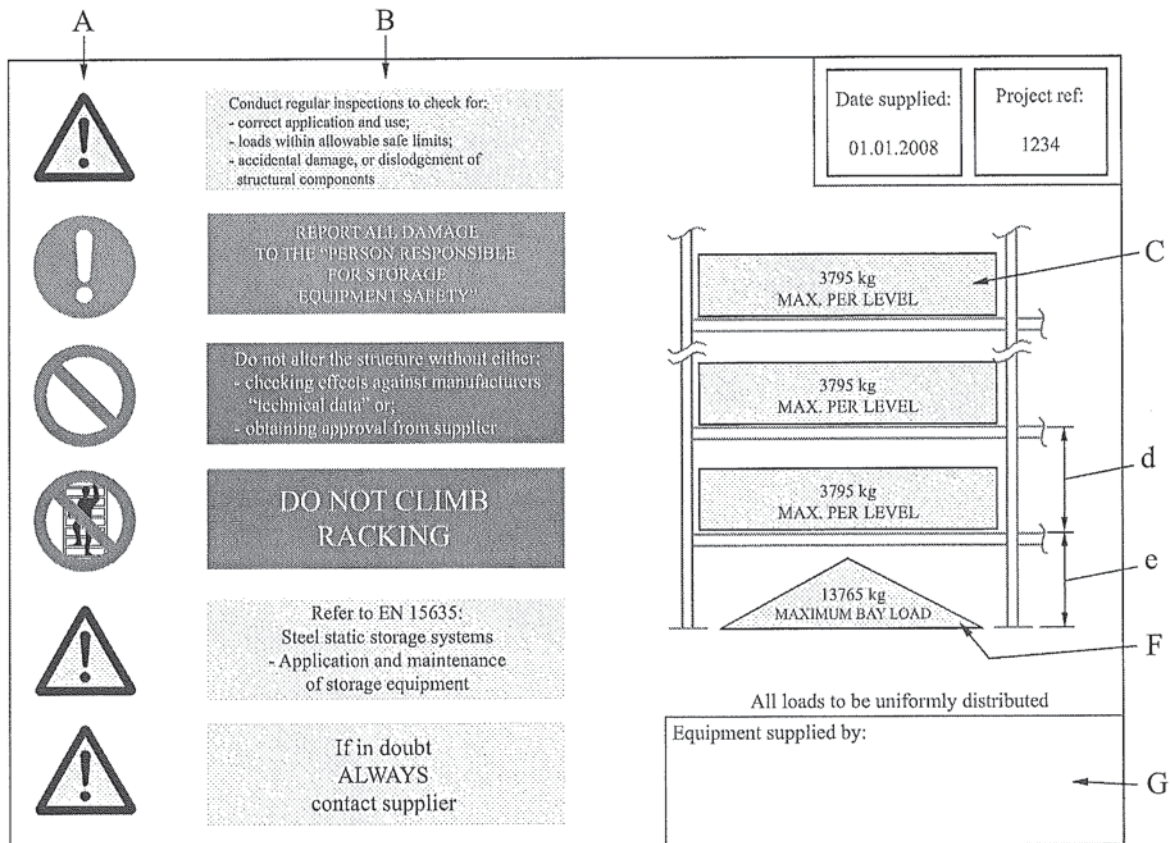 A
B
Conduct regular inspections to check for:
- correct application and use;
- loads within allowable safe limits;
- accidental damage, or dislodgement of
structural components
REPORT ALL DAMAGE
TO THE "PERSON RESPONSIBLE
FOR STORAGE
EQUIPMENT SAFETY"
Do not alter the structure without either:
- checking effects against manufacturers
"technical data" or;
- obtaining approval from supplier
DO NOT CLIMB
RACKING
Refer to EN 15635:
Steel static storage systems
- Application and maintenance
of storage equipment
If in doubt
ALWAYS
contact supplier
Date supplied:
01.01.2008
Project ref:
1234
3795 kg
MAX. PER LEVEL
C
3795 kg
MAX. PER LEVEL
d
3795 kg
MAX. PER LEVEL
e
13765 kg
MAXIMUM BAY LOAD
F
All loads to be uniformly distributed
Equipment supplied by:
G